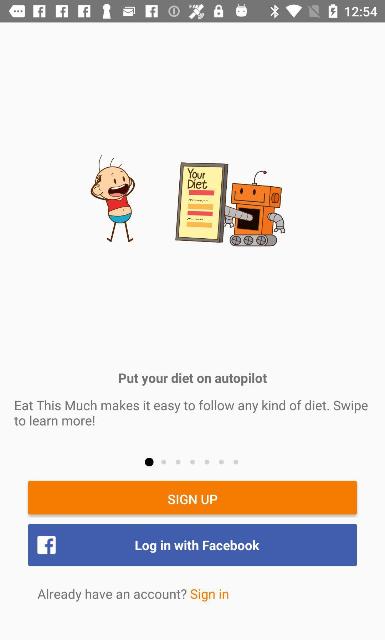 12:54
Your
Diet
Put your diet on autopilot
Eat This Much makes it easy to follow any kind of diet. Swipe
to learn more!
SIGN UP
Log in with Facebook
Already have an account? Sign in